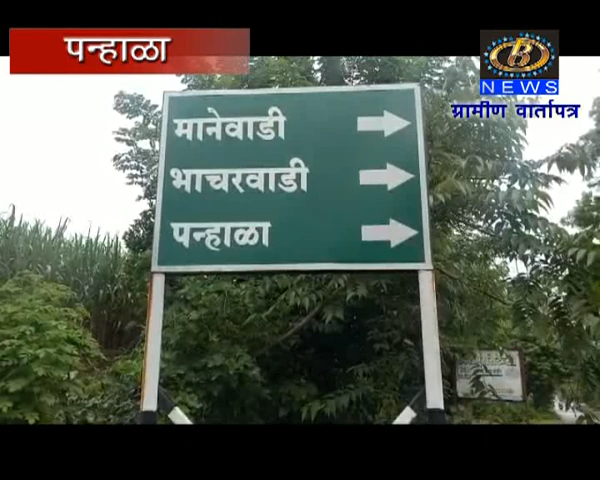 पन्हाळा
B
NEWS
ग्रामीण वार्तापत्र
मानेवाडी
भाचरवाडी
पन्हाळा